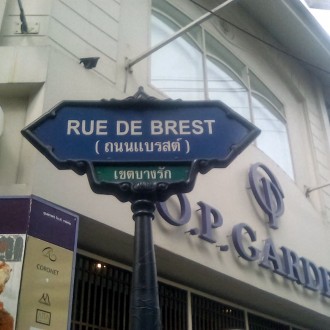 RUE DE BREST
( ถนนแบรสต์ )
เขตบางรัก
O.P. GARDE
CORONET